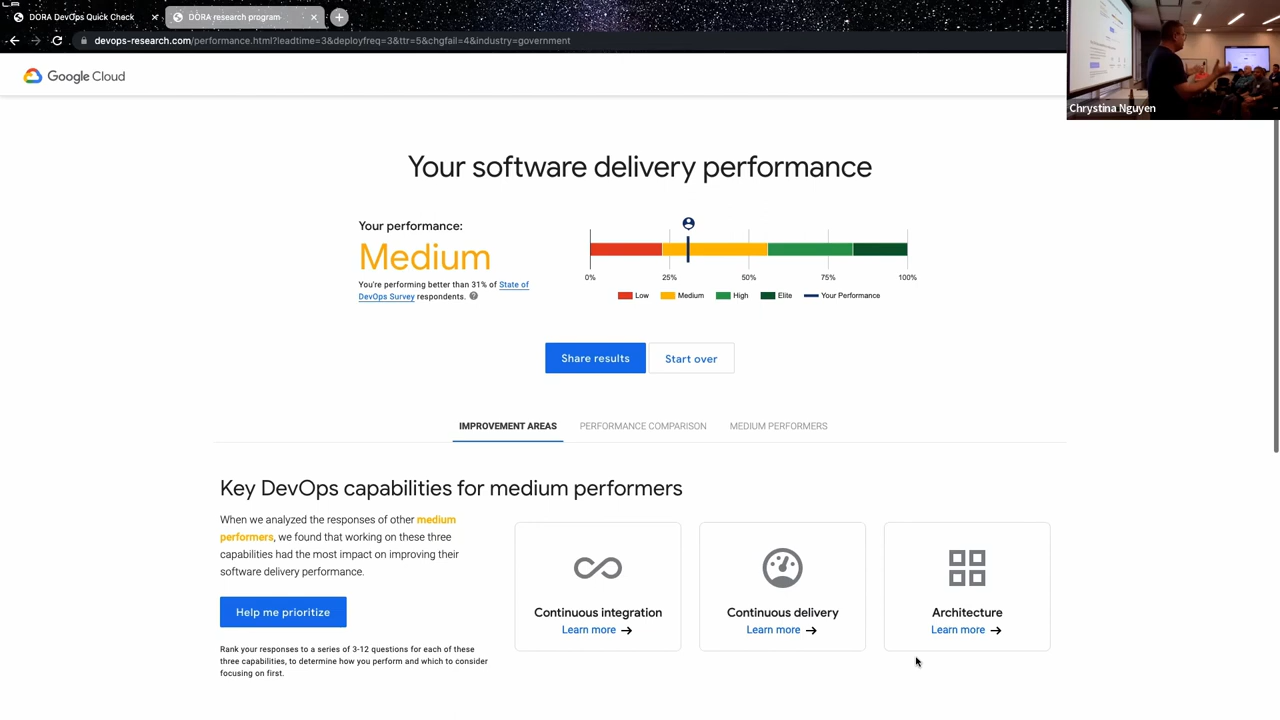 DORA DevOps Quick Check
DORA research program
devops-research.com/performance.html?leadtime=3&deployfreq=3&ttr=5&chgfail=4&industry=government
Chrystina Nguyen
Google Cloud
Your software delivery performance
Your performance:
Medium
You're performing better than 31% of State of
DevOps Survey respondents.
0%
25%
50%
75%
100%
Low
Medium
High
Elite
Your Performance
Share results
Start over
IMPROVEMENT AREAS
PERFORMANCE COMPARISON
MEDIUM PERFORMERS
Key DevOps capabilities for medium performers
When we analyzed the responses of other medium
performers, we found that working on these three
capabilities had the most impact on improving their
software delivery performance.
Help me prioritize
Rank your responses to a series of 3-12 questions for each of these
three capabilities, to determine how you perform and which to consider
focusing on first.
Continuous integration
Learn more
Continuous delivery
Learn more
Architecture
Learn more